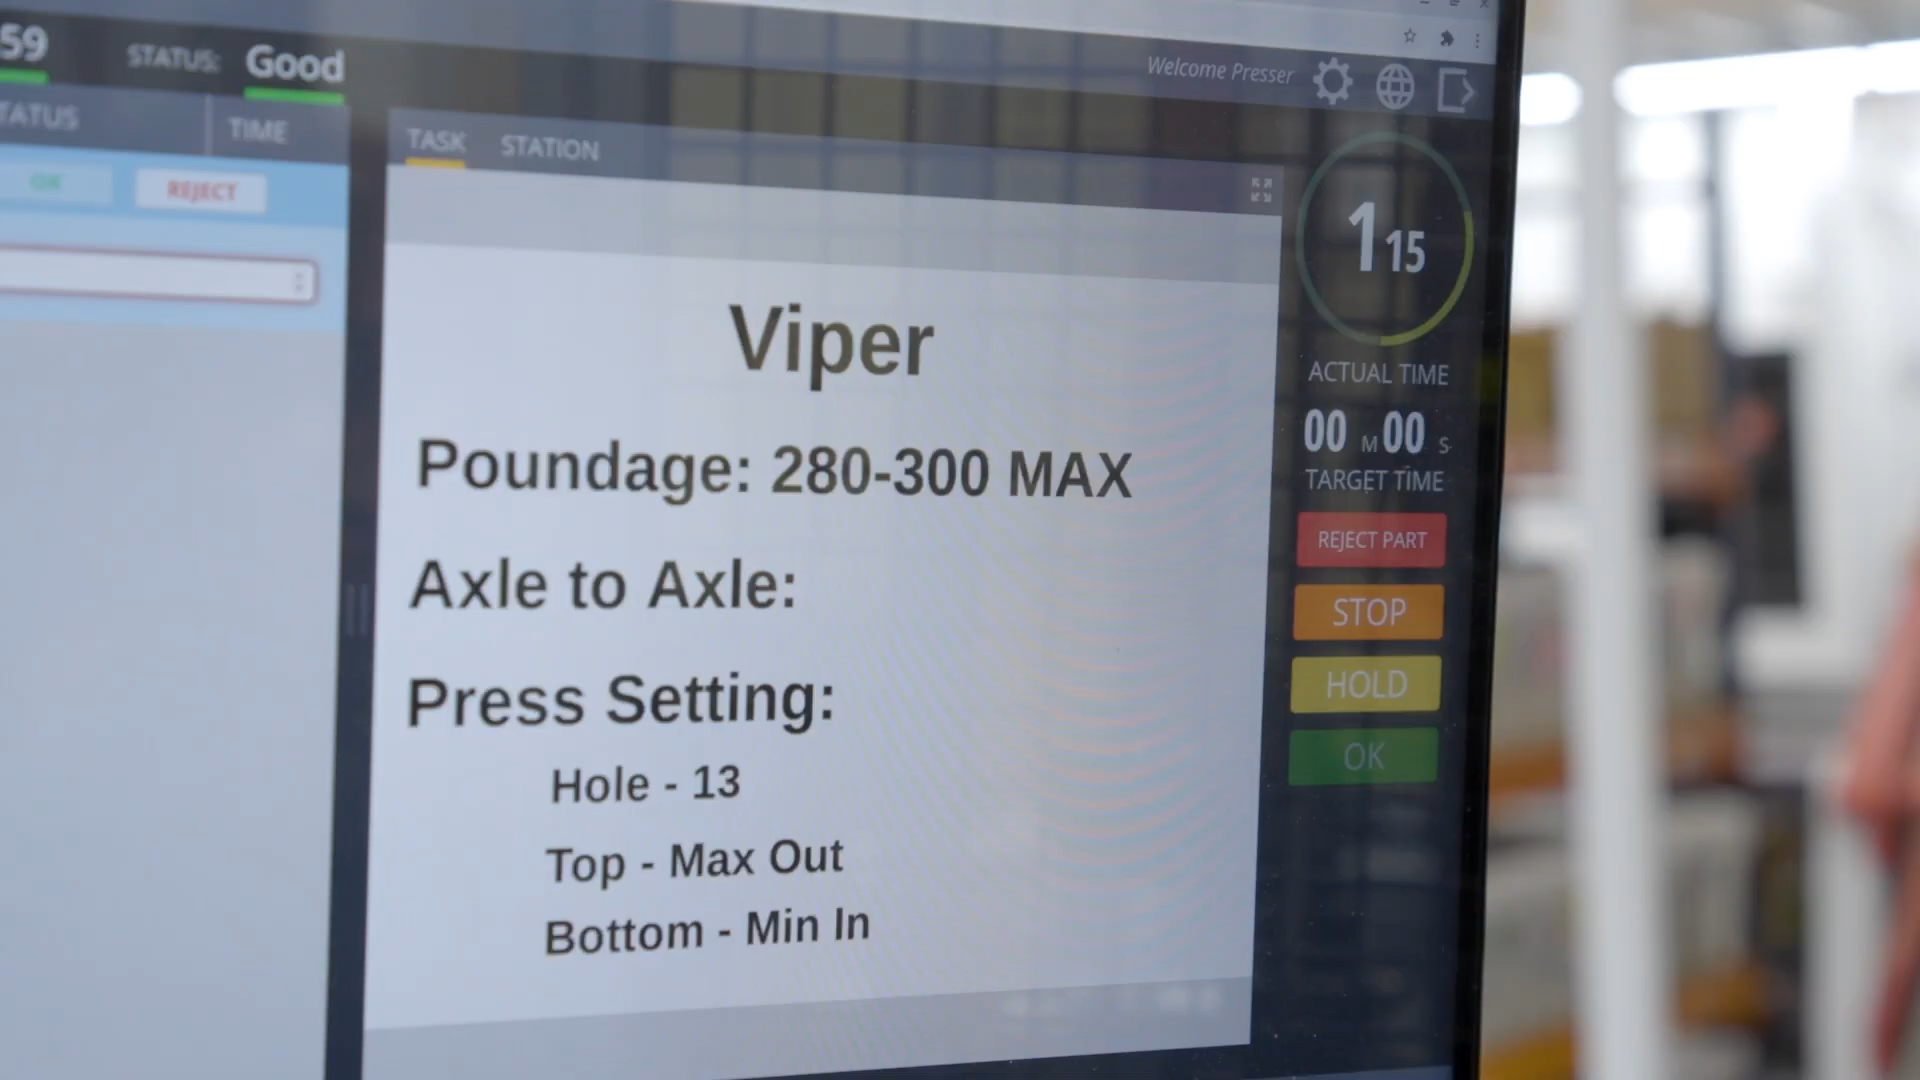 59 STATUS: Good
Welcome Presser
TATUS TIME
TASK STATION
OK REJECT
1 15
Viper
ACTUAL TIME
00 M 00 S
TARGET TIME
Poundage: 280-300 MAX
REJECT PART
Axle to Axle:
STOP
Press Setting:
HOLD
Hole - 13
OK
Top - Max Out
Bottom - Min In